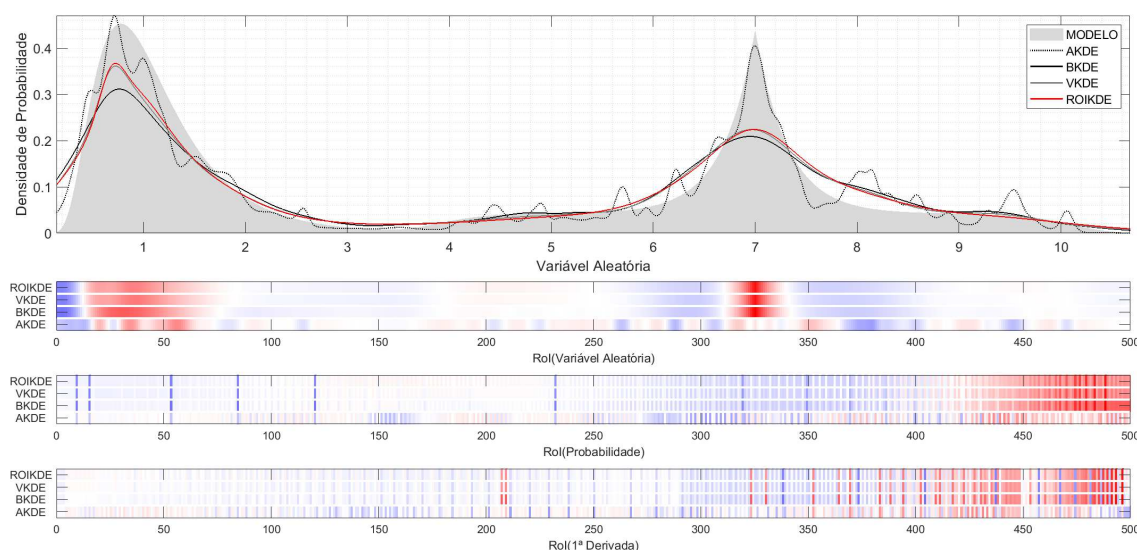 0.4
0.3
0.2
0.1
0
Densidade de Probabilidade
MODELO
AKDE
BKDE
VKDE
ROIKDE
1 2 3 4 5 6 7 8 9 10
Variável Aleatória
ROIKDE
VKDE
BKDE
AKDE
0 50 100 150 200 250 300 350 400 450 500
RoI(Variável Aleatória)
ROIKDE
VKDE
BKDE
AKDE
0 50 100 150 200 250 300 350 400 450 500
RoI(Probabilidade)
ROIKDE
VKDE
BKDE
AKDE
0 50 100 150 200 250 300 350 400 450 500
RoI(1ª Derivada)